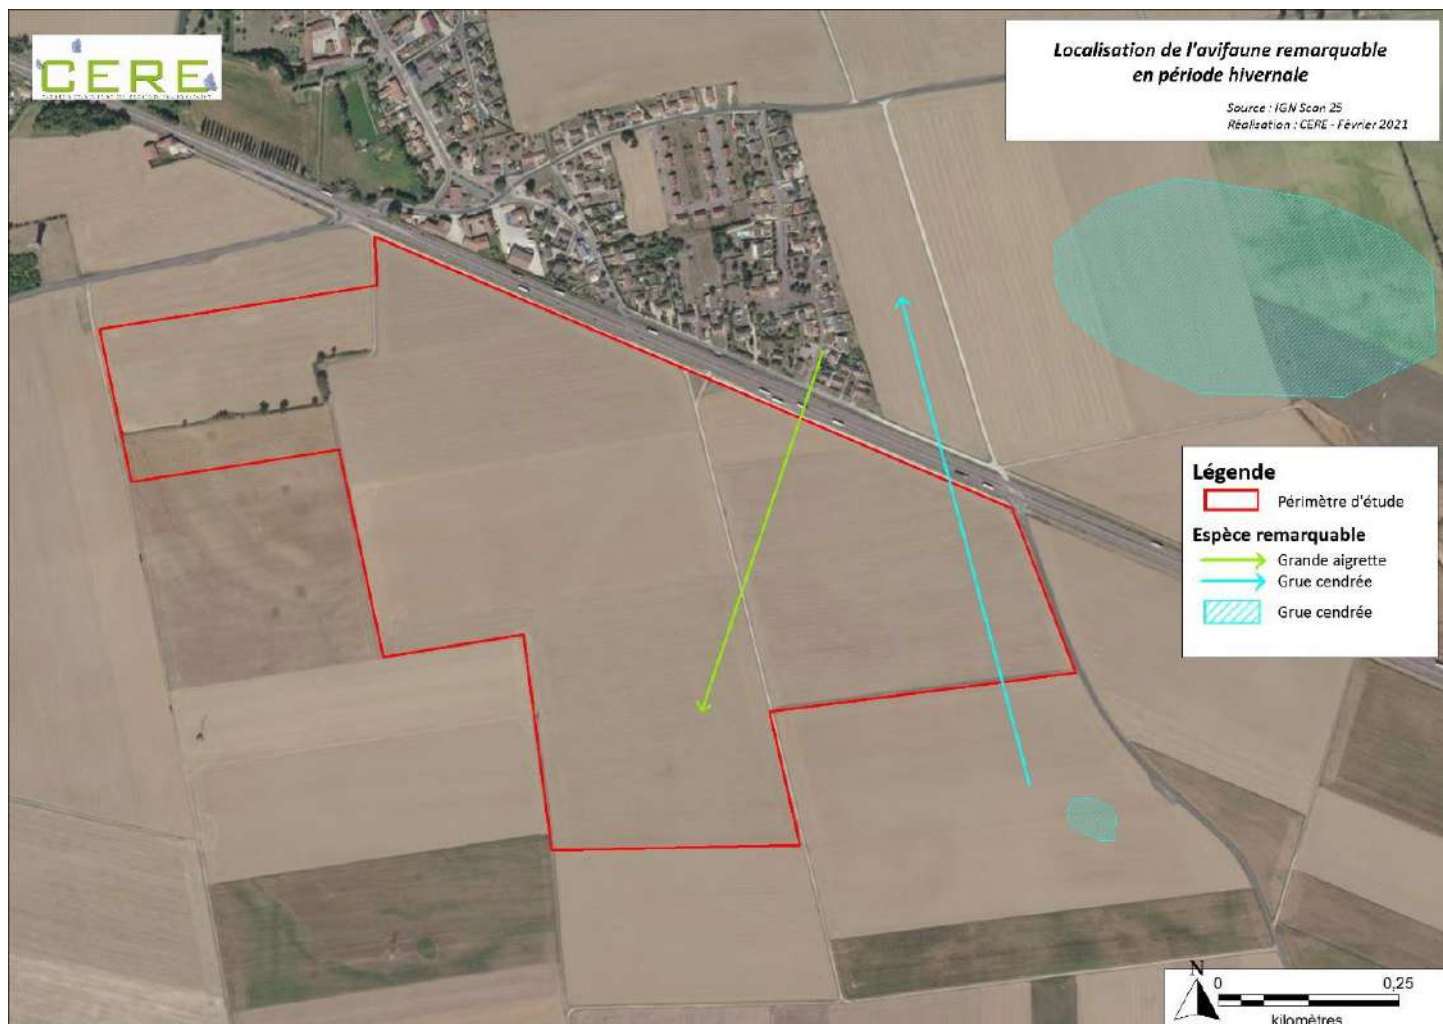 CERE
Localisation de l'avifaune remarquable
en période hivernale
Source : IGN Scan 25
Réalisation : CERE - Février 2021
Légende
Périmètre d'étude
Espèce remarquable
Grande aigrette
Grue cendrée
Grue cendrée
N
0 0,25
kilomètres